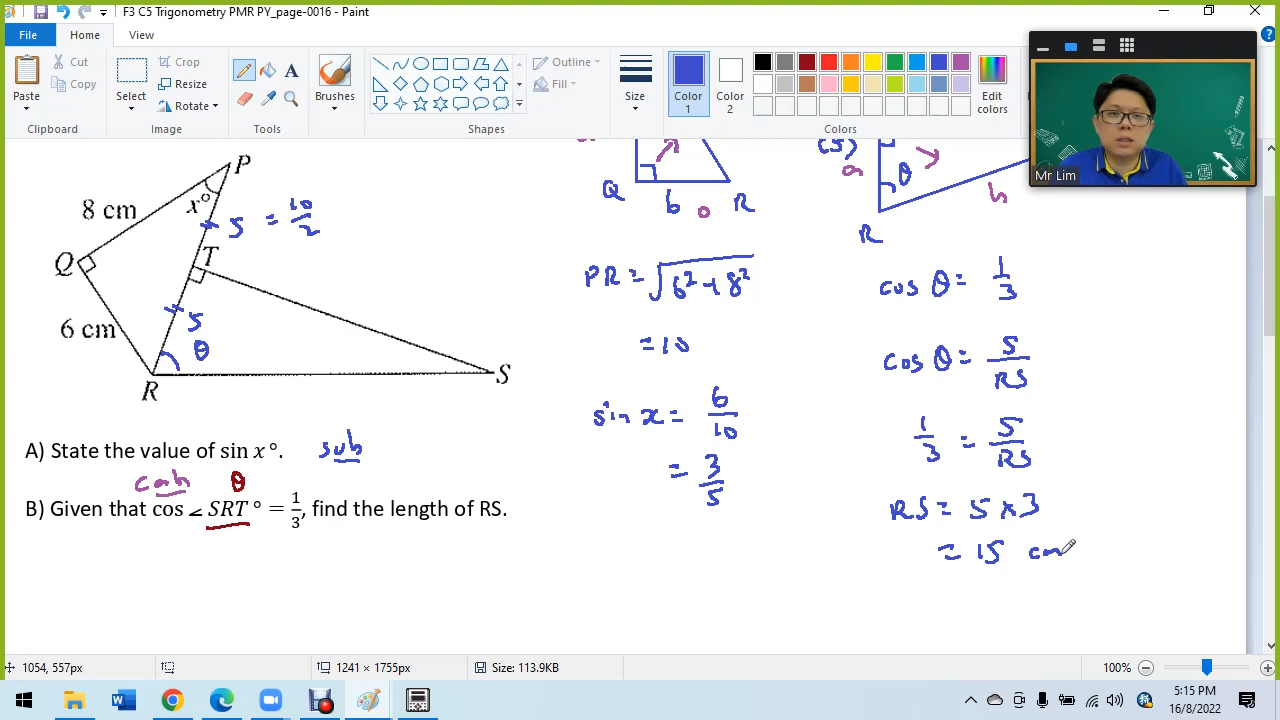 F3 C5 Trigonometry PMR PY_page-0016 - Paint
File Home View
Paste Cut Copy
Select Crop Resize Rotate
Brushes
Size
Color 1
Color 2
Edit colors
Outline
Fill
Clipboard Image Tools Shapes Colors
Mr Lim
P
x°
8 cm
5 = 10/2
Q
T
5
6 cm
θ
R
S
Q 6 o R
(5)
a
θ
h
R
PR = √6² + 8²
= 10
sin x = 6/10
= 3/5
cos θ = 1/3
cos θ = 5/RS
1/3 = 5/RS
RS = 5 × 3
= 15 cm
A) State the value of sin x°. soh
cah θ
B) Given that cos ∠SRT° = 1/3, find the length of RS.
1054, 557px
1241 × 1755px
Size: 113.9KB
100%
5:15 PM
16/8/2022